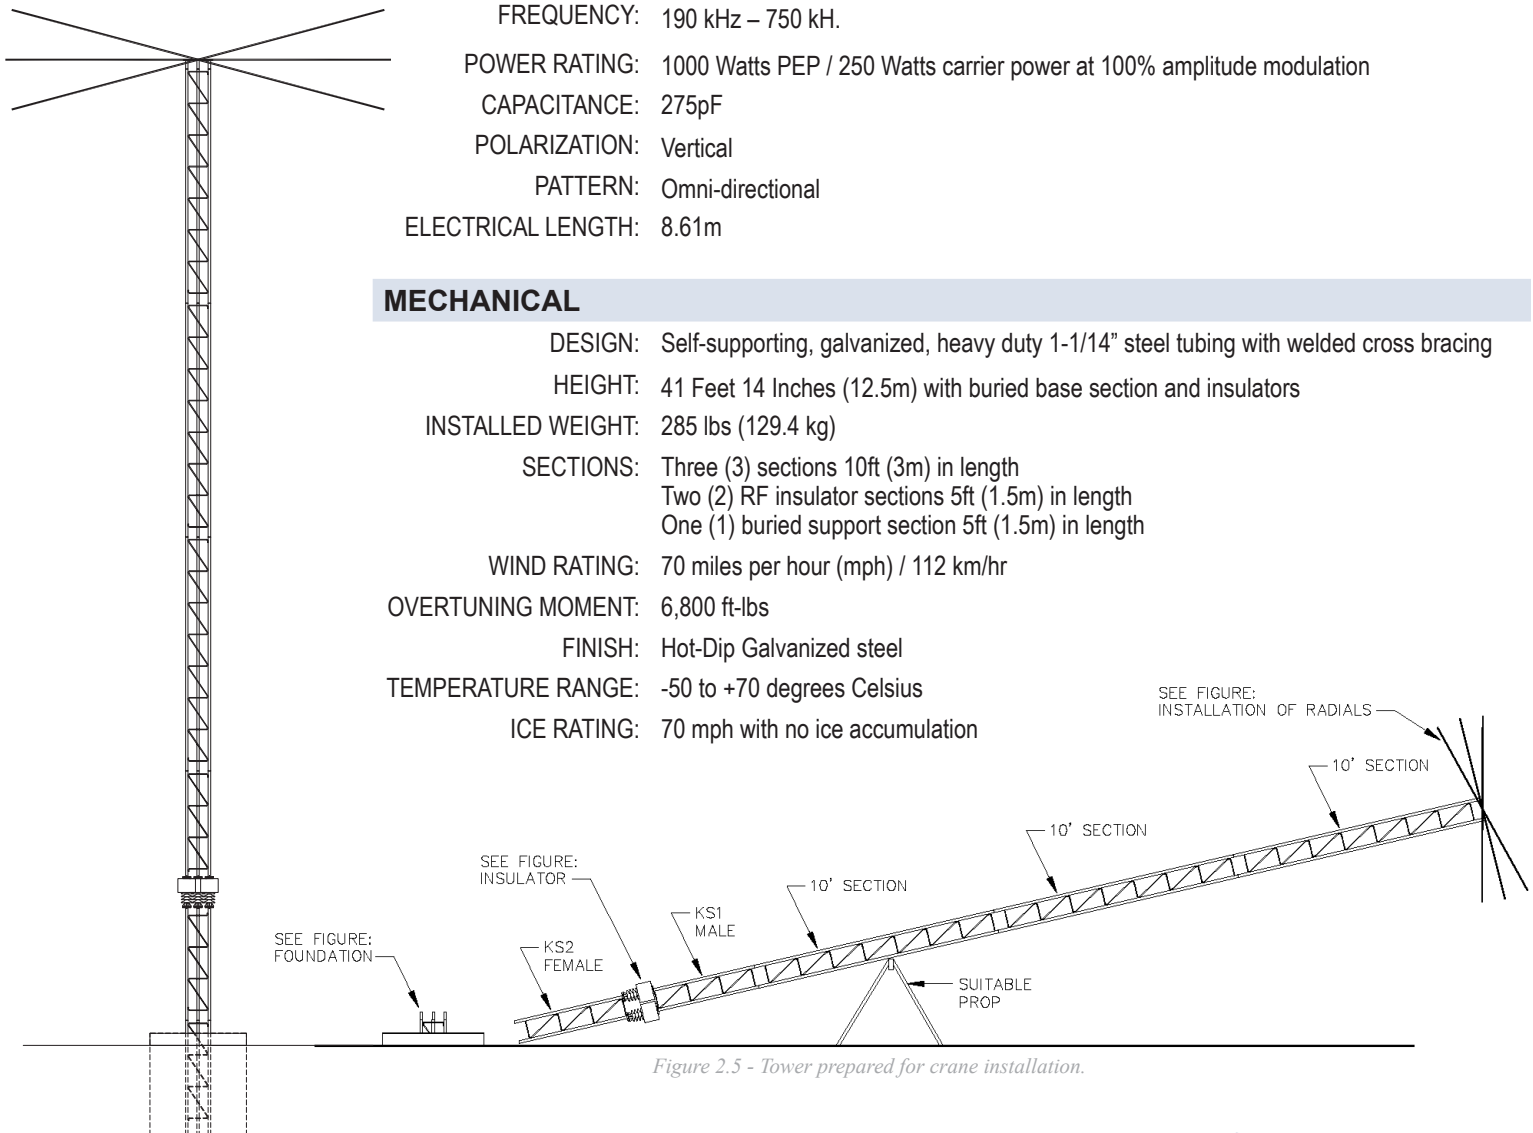 FREQUENCY: 190 kHz – 750 kH.
POWER RATING: 1000 Watts PEP / 250 Watts carrier power at 100% amplitude modulation
CAPACITANCE: 275pF
POLARIZATION: Vertical
PATTERN: Omni-directional
ELECTRICAL LENGTH: 8.61m
MECHANICAL
DESIGN: Self-supporting, galvanized, heavy duty 1-1/14” steel tubing with welded cross bracing
HEIGHT: 41 Feet 14 Inches (12.5m) with buried base section and insulators
INSTALLED WEIGHT: 285 lbs (129.4 kg)
SECTIONS: Three (3) sections 10ft (3m) in length
Two (2) RF insulator sections 5ft (1.5m) in length
One (1) buried support section 5ft (1.5m) in length
WIND RATING: 70 miles per hour (mph) / 112 km/hr
OVERTUNING MOMENT: 6,800 ft-lbs
FINISH: Hot-Dip Galvanized steel
TEMPERATURE RANGE: -50 to +70 degrees Celsius
ICE RATING: 70 mph with no ice accumulation
SEE FIGURE:
INSTALLATION OF RADIALS
10' SECTION
10' SECTION
10' SECTION
SEE FIGURE:
INSULATOR
KS1
MALE
KS2
FEMALE
SEE FIGURE:
FOUNDATION
SUITABLE
PROP
Figure 2.5 - Tower prepared for crane installation.